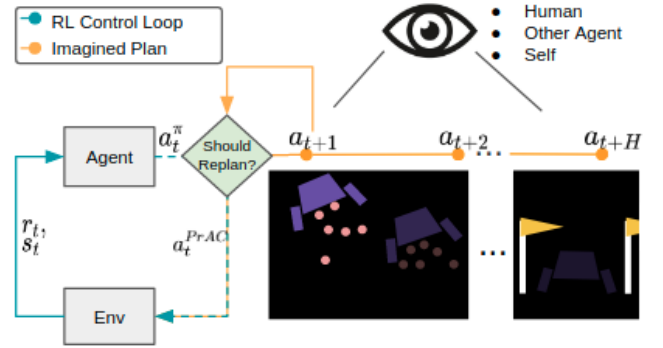 RL Control Loop
Imagined Plan
● Human
● Other Agent
● Self
Agent
a_t^π
Should
Replan?
a_{t+1}
a_{t+2}
...
a_{t+H}
r_t,
s_t
a_t^{PrAC}
...
Env